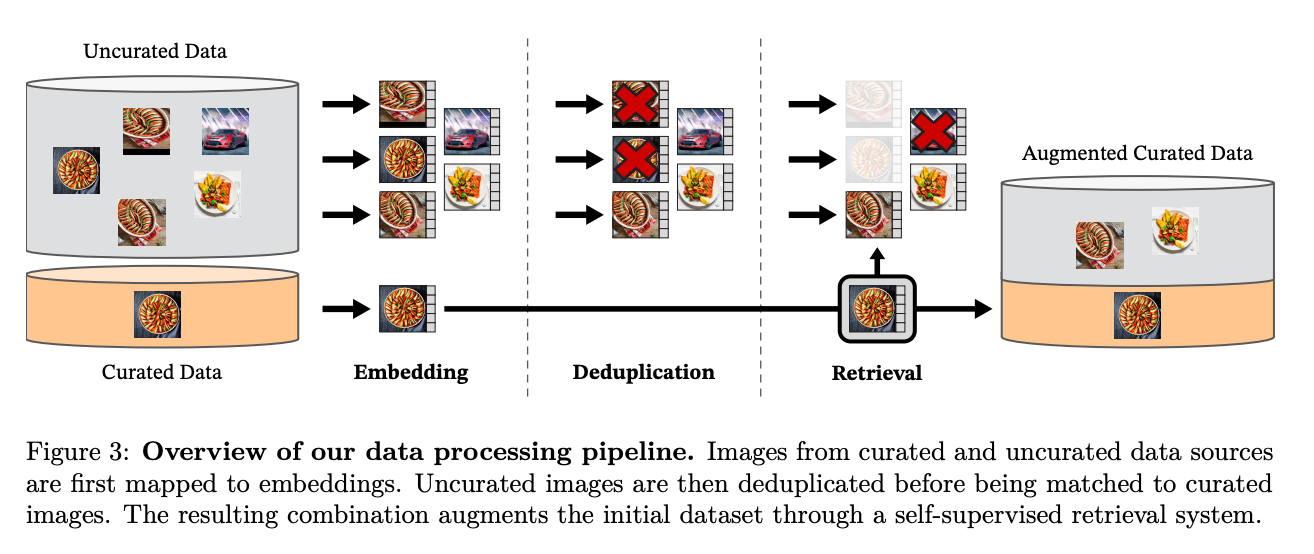 Uncurated Data
Augmented Curated Data
Curated Data
Embedding
Deduplication
Retrieval
Figure 3: Overview of our data processing pipeline. Images from curated and uncurated data sources
are first mapped to embeddings. Uncurated images are then deduplicated before being matched to curated
images. The resulting combination augments the initial dataset through a self-supervised retrieval system.